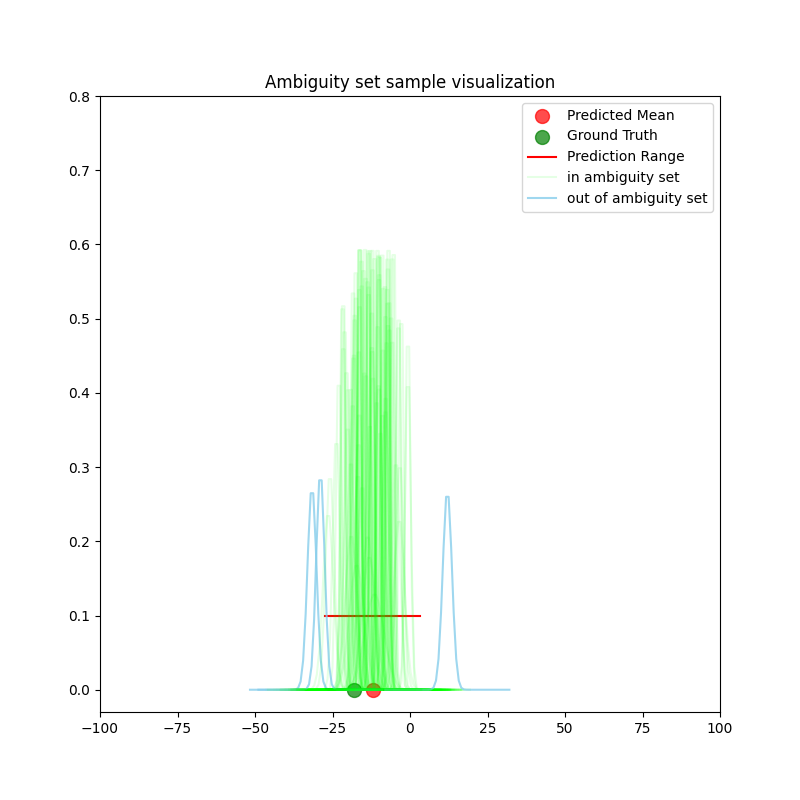 Ambiguity set sample visualization
Predicted Mean
Ground Truth
Prediction Range
in ambiguity set
out of ambiguity set
0.8
0.7
0.6
0.5
0.4
0.3
0.2
0.1
0.0
−100 −75 −50 −25 0 25 50 75 100